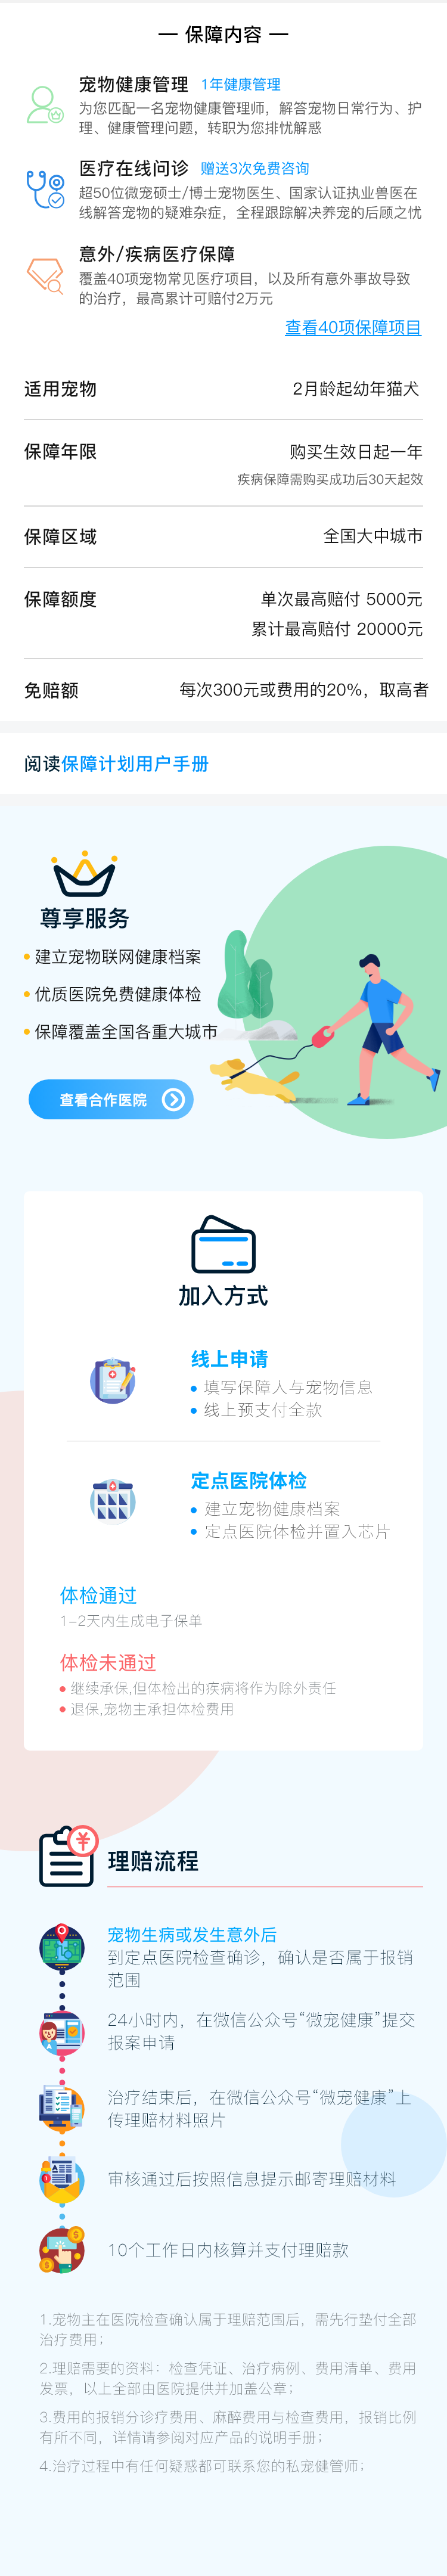 — 保障内容 —
宠物健康管理 1年健康管理
为您匹配一名宠物健康管理师，解答宠物日常行为、护
理、健康管理问题，转职为您排忧解惑
医疗在线问诊 赠送3次免费咨询
超50位微宠硕士/博士宠物医生、国家认证执业兽医在
线解答宠物的疑难杂症，全程跟踪解决养宠的后顾之忧
意外/疾病医疗保障
覆盖40项宠物常见医疗项目，以及所有意外事故导致
的治疗，最高累计可赔付2万元
查看40项保障项目
适用宠物 2月龄起幼年猫犬
保障年限 购买生效日起一年
疾病保障需购买成功后30天起效
保障区域 全国大中城市
保障额度 单次最高赔付 5000元
累计最高赔付 20000元
免赔额 每次300元或费用的20%，取高者
阅读保障计划用户手册
尊享服务
建立宠物联网健康档案
优质医院免费健康体检
保障覆盖全国各重大城市
查看合作医院
加入方式
线上申请
填写保障人与宠物信息
线上预支付全款
定点医院体检
建立宠物健康档案
定点医院体检并置入芯片
体检通过
1-2天内生成电子保单
体检未通过
继续承保,但体检出的疾病将作为除外责任
退保,宠物主承担体检费用
¥
理赔流程
宠物生病或发生意外后
到定点医院检查确诊，确认是否属于报销
范围
24小时内，在微信公众号“微宠健康”提交
报案申请
治疗结束后，在微信公众号“微宠健康”上
传理赔材料照片
审核通过后按照信息提示邮寄理赔材料
10个工作日内核算并支付理赔款
1.宠物主在医院检查确认属于理赔范围后，需先行垫付全部
治疗费用；
2.理赔需要的资料：检查凭证、治疗病例、费用清单、费用
发票，以上全部由医院提供并加盖公章；
3.费用的报销分诊疗费用、麻醉费用与检查费用，报销比例
有所不同，详情请参阅对应产品的说明手册；
4.治疗过程中有任何疑惑都可联系您的私宠健管师；